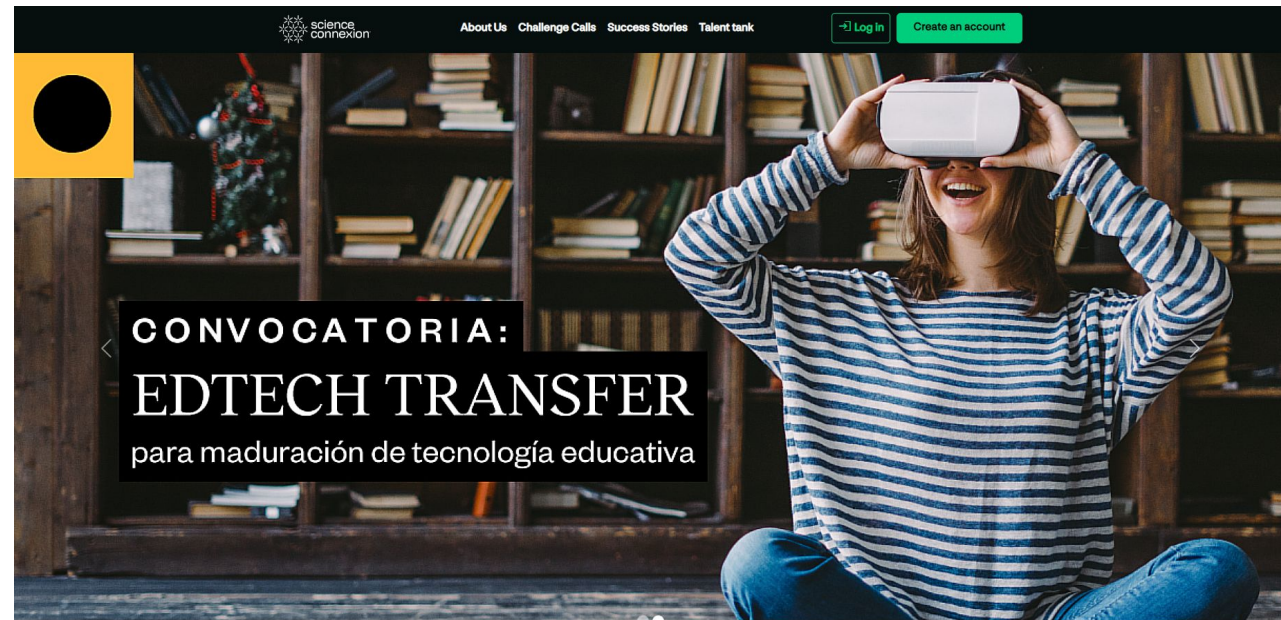 science
connexion
About Us Challenge Calls Success Stories Talent tank Log in Create an account
CONVOCATORIA:
EDTECH TRANSFER
para maduración de tecnología educativa